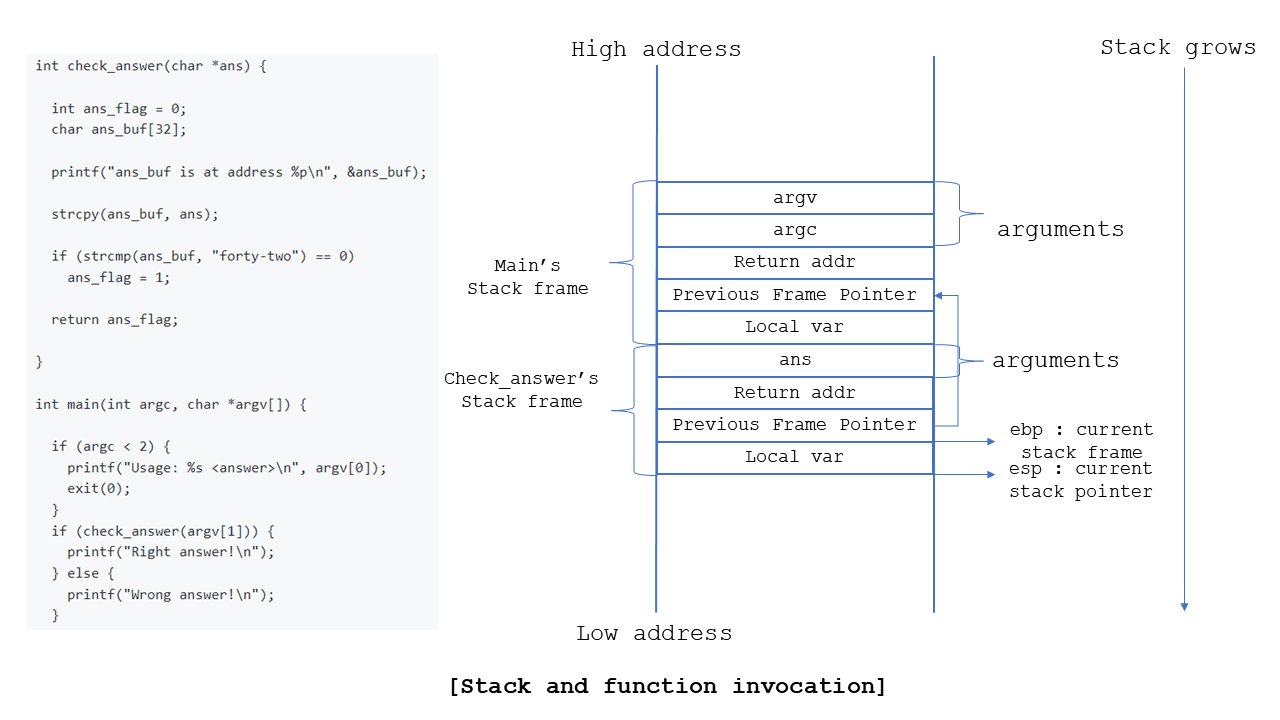 int check_answer(char *ans) {
int ans_flag = 0;
char ans_buf[32];
printf("ans_buf is at address %p\n", &ans_buf);
strcpy(ans_buf, ans);
if (strcmp(ans_buf, "forty-two") == 0)
ans_flag = 1;
return ans_flag;
}
int main(int argc, char *argv[]) {
if (argc < 2) {
printf("Usage: %s <answer>\n", argv[0]);
exit(0);
}
if (check_answer(argv[1])) {
printf("Right answer!\n");
} else {
printf("Wrong answer!\n");
}
High address
Stack grows
argv
argc
Return addr
Previous Frame Pointer
Local var
ans
Return addr
Previous Frame Pointer
Local var
Main’s
Stack frame
Check_answer’s
Stack frame
arguments
arguments
ebp : current
stack frame
esp : current
stack pointer
Low address
[Stack and function invocation]